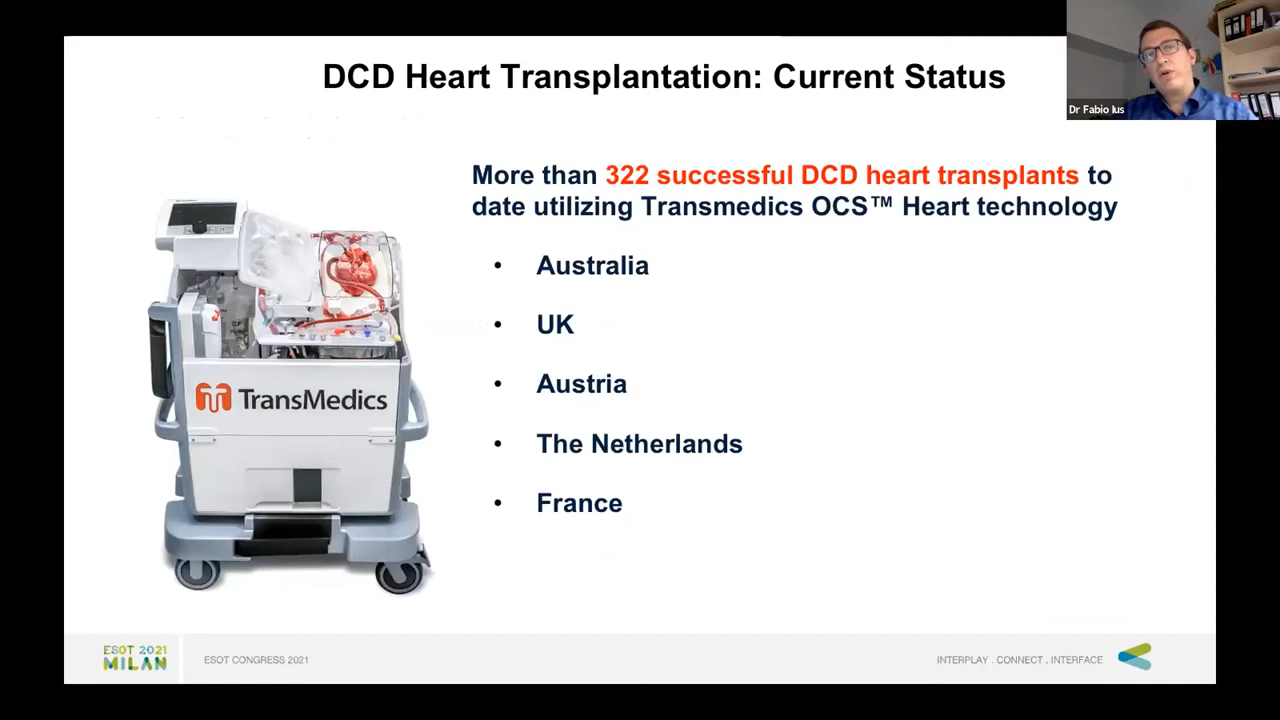 DCD Heart Transplantation: Current Status
Dr Fabio Ius
More than 322 successful DCD heart transplants to
date utilizing Transmedics OCS™ Heart technology
• Australia
• UK
• Austria
• The Netherlands
• France
TransMedics
ESOT 2021
MILAN
ESOT CONGRESS 2021
INTERPLAY . CONNECT . INTERFACE